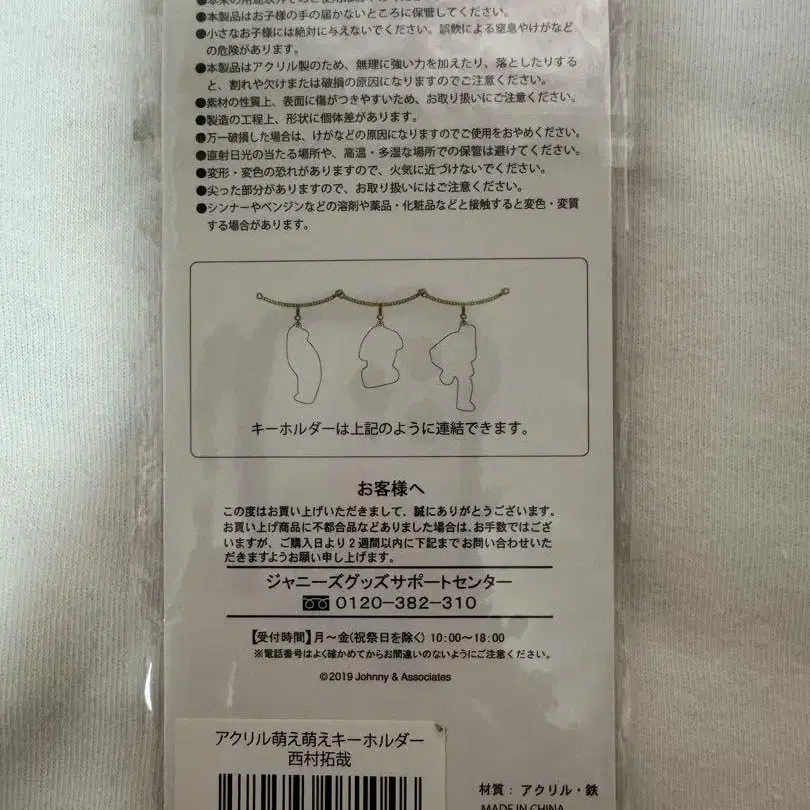 ●本製品はお子様の手の届かないところに保管してください。
●小さなお子様には絶対に与えないでください。誤飲による窒息やけがなど
の危険があります。
●本製品はアクリル製のため、無理に強い力を加えたり、落としたりする
と、割れや欠けまたは破損の原因になりますのでご注意ください。
●素材の性質上、表面に傷がつきやすいため、お取り扱いにご注意ください。
●製造の工程上、形状に個体差があります。
●万一破損した場合は、けがなどの原因になりますのでご使用をおやめください。
●直射日光の当たる場所や、高温・多湿な場所での保管は避けてください。
●変形・変色の恐れがありますので、火気に近づけないでください。
●尖った部分がありますので、お取り扱いにはご注意ください。
●シンナーやベンジンなどの溶剤や薬品・化粧品などと接触すると変色・変質
する場合があります。
キーホルダーは上記のように連結できます。
お客様へ
この度はお買い上げいただきまして、誠にありがとうございます。
お買い上げ商品に不都合品などありました場合は、お手数ではござ
いますが、ご購入日より2週間以内に下記までお問い合わせいた
だきますようお願い申し上げます。
ジャニーズグッズサポートセンター
0120-382-310
【受付時間】月~金(祝祭日を除く) 10:00~18:00
※電話番号はよく確かめてからお間違いのないようにご注意ください。
©2019 Johnny & Associates
アクリル萌え萌えキーホルダー
西村拓哉
材質：アクリル・鉄
MADE IN CHINA